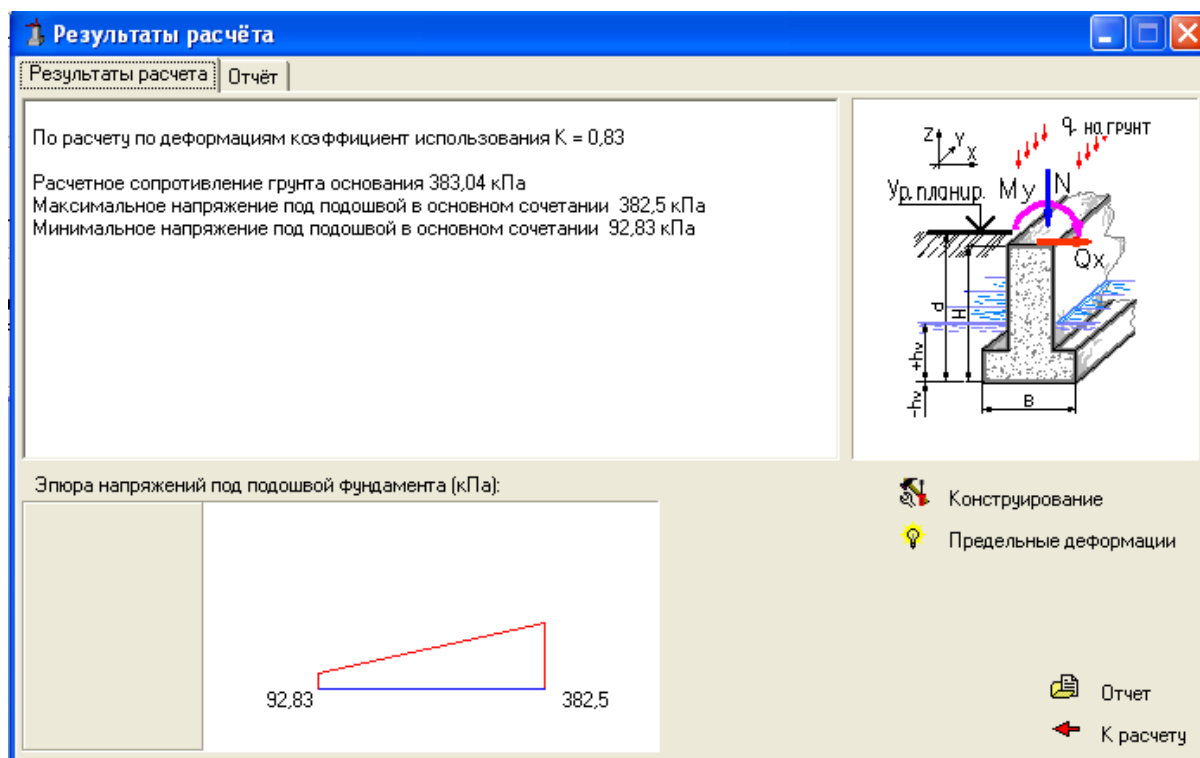 Результаты расчёта
Результаты расчета
Отчёт
По расчету по деформациям коэффициент использования K = 0,83
Расчетное сопротивление грунта основания 383,04 кПа
Максимальное напряжение под подошвой в основном сочетании 382,5 кПа
Минимальное напряжение под подошвой в основном сочетании 92,83 кПа
Z
Y
X
q. на грунт
Ур. планир.
My
N
Qx
d
H
+hv
-hv
B
Эпюра напряжений под подошвой фундамента (кПа):
92,83
382,5
Конструирование
Предельные деформации
Отчет
К расчету